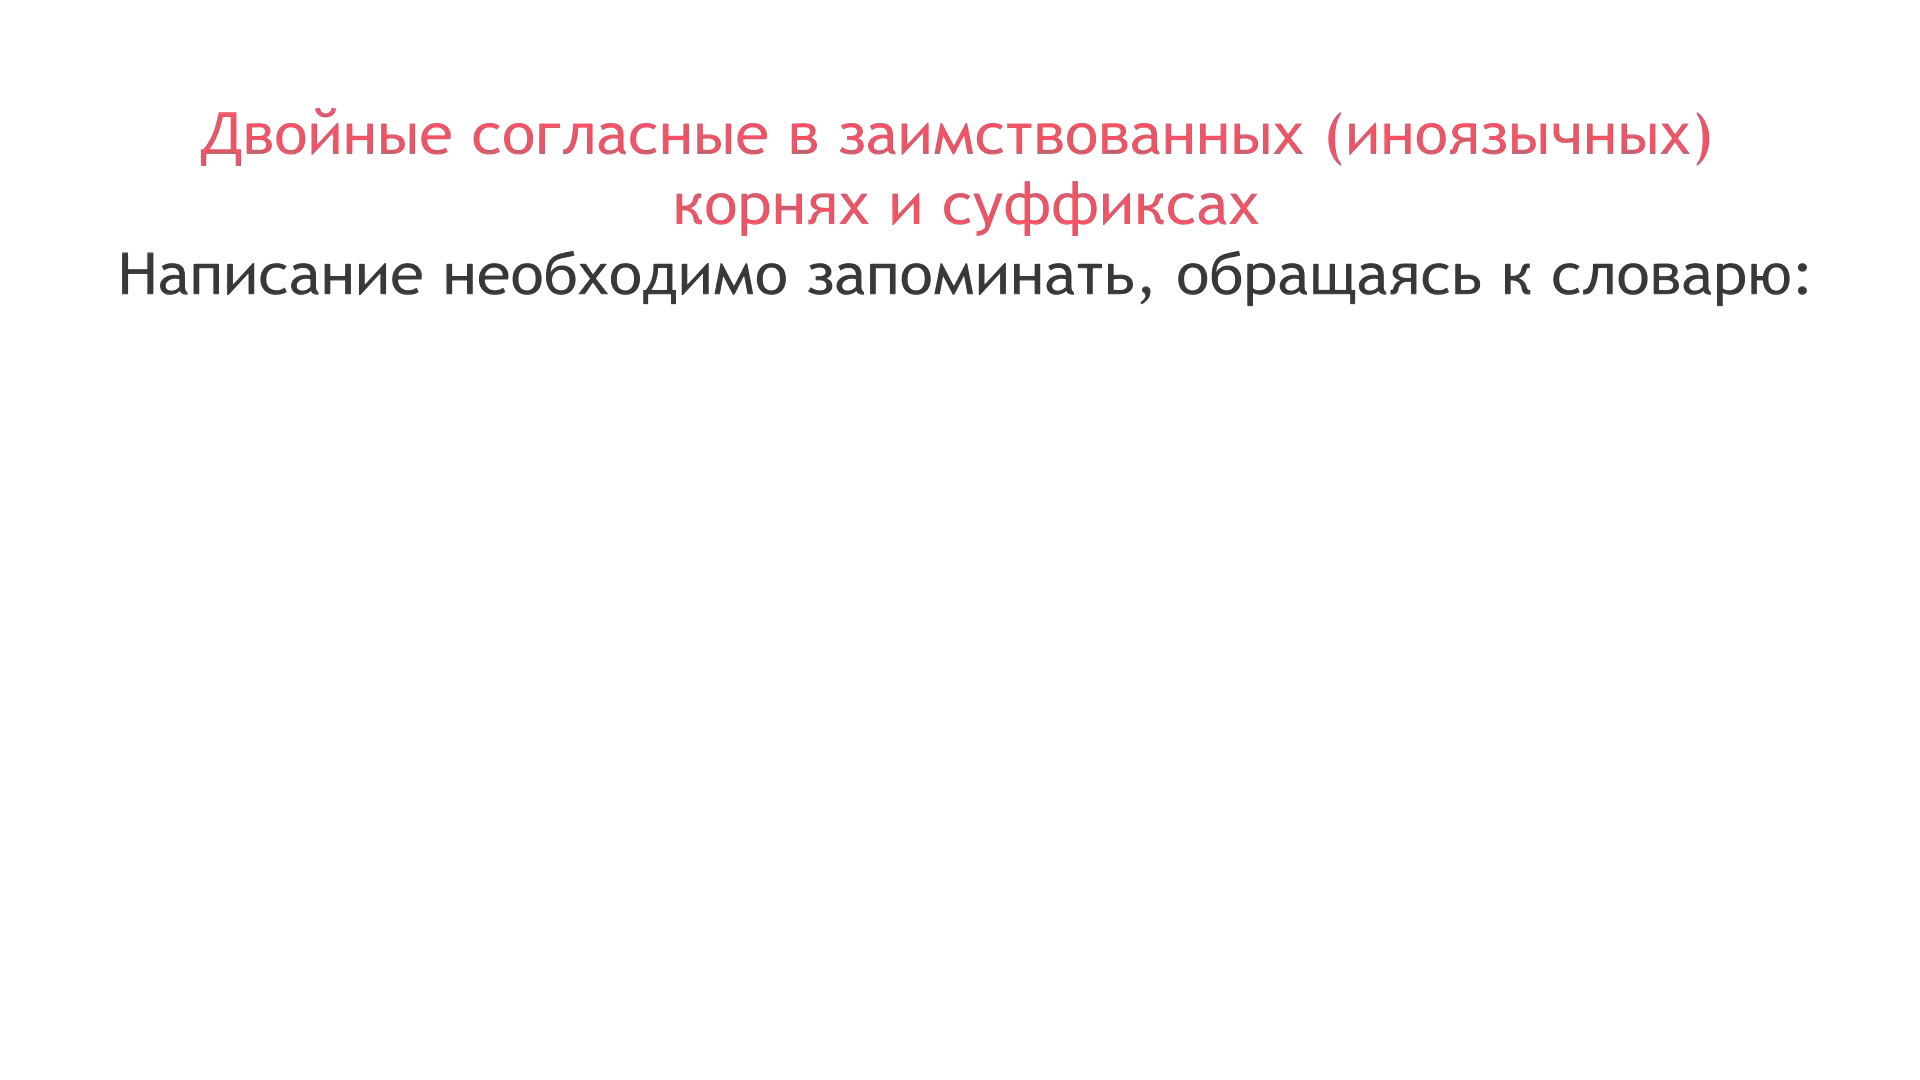 Двойные согласные в заимствованных (иноязычных)
корнях и суффиксах
Написание необходимо запоминать, обращаясь к словарю: